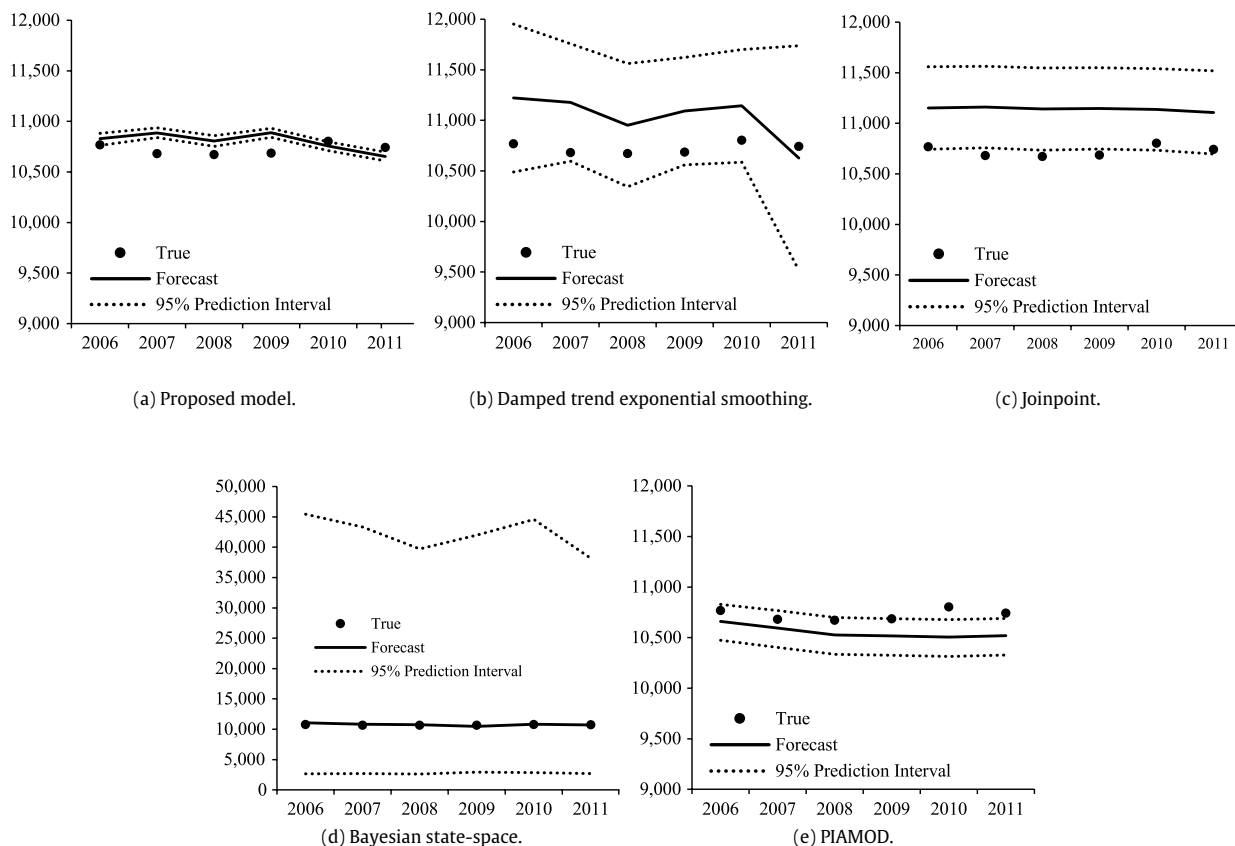 12,000
11,500
11,000
10,500
10,000
9,500
9,000
True
Forecast
95% Prediction Interval
2006 2007 2008 2009 2010 2011
(a) Proposed model.
12,000
11,500
11,000
10,500
10,000
9,500
9,000
True
Forecast
95% Prediction Interval
2006 2007 2008 2009 2010 2011
(b) Damped trend exponential smoothing.
12,000
11,500
11,000
10,500
10,000
9,500
9,000
True
Forecast
95% Prediction Interval
2006 2007 2008 2009 2010 2011
(c) Joinpoint.
50,000
45,000
40,000
35,000
30,000
25,000
20,000
15,000
10,000
5,000
0
True
Forecast
95% Prediction Interval
2006 2007 2008 2009 2010 2011
(d) Bayesian state-space.
12,000
11,500
11,000
10,500
10,000
9,500
9,000
True
Forecast
95% Prediction Interval
2006 2007 2008 2009 2010 2011
(e) PIAMOD.